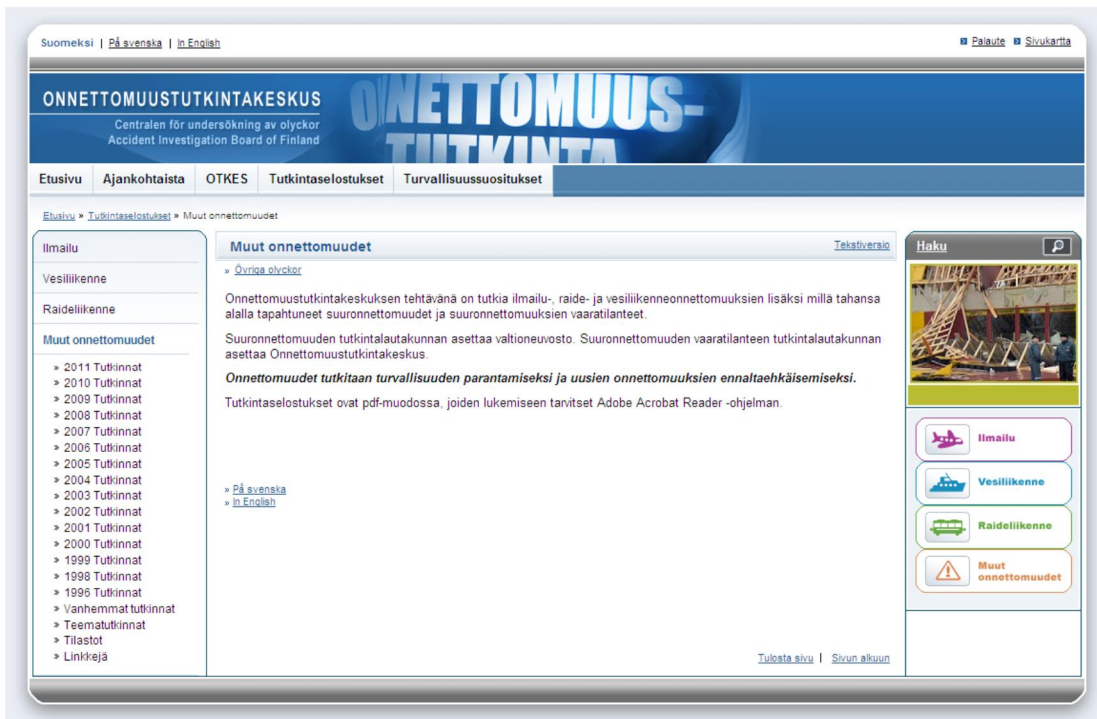 Suomeksi | På svenska | In English
Palaute Sivukartta
ONNETTOMUUSTUTKINTAKESKUS
Centralen för undersökning av olyckor
Accident Investigation Board of Finland
ONNETTOMUUS-
TUTKINTA
Etusivu Ajankohtaista OTKES Tutkintaselostukset Turvallisuussuositukset
Etusivu » Tutkintaselostukset » Muut onnettomuudet
Ilmailu
Vesiliikenne
Raideliikenne
Muut onnettomuudet
» 2011 Tutkinnat
» 2010 Tutkinnat
» 2009 Tutkinnat
» 2008 Tutkinnat
» 2007 Tutkinnat
» 2006 Tutkinnat
» 2005 Tutkinnat
» 2004 Tutkinnat
» 2003 Tutkinnat
» 2002 Tutkinnat
» 2001 Tutkinnat
» 2000 Tutkinnat
» 1999 Tutkinnat
» 1998 Tutkinnat
» 1996 Tutkinnat
» Vanhemmat tutkinnat
» Teematutkinnat
» Tilastot
» Linkkejä
Muut onnettomuudet
Tekstiversio
» Övriga olyckor
Onnettomuustutkintakeskuksen tehtävänä on tutkia ilmailu-, raide- ja vesiliikenneonnettomuuksien lisäksi millä tahansa
alalla tapahtuneet suuronnettomuudet ja suuronnettomuuksien vaaratilanteet.
Suuronnettomuuden tutkintalautakunnan asettaa valtioneuvosto. Suuronnettomuuden vaaratilanteen tutkintalautakunnan
asettaa Onnettomuustutkintakeskus.
Onnettomuudet tutkitaan turvallisuuden parantamiseksi ja uusien onnettomuuksien ennaltaehkäisemiseksi.
Tutkintaselostukset ovat pdf-muodossa, joiden lukemiseen tarvitset Adobe Acrobat Reader -ohjelman.
» På svenska
» In English
Tulosta sivu | Sivun alkuun
Haku
Ilmailu
Vesiliikenne
Raideliikenne
Muut
onnettomuudet